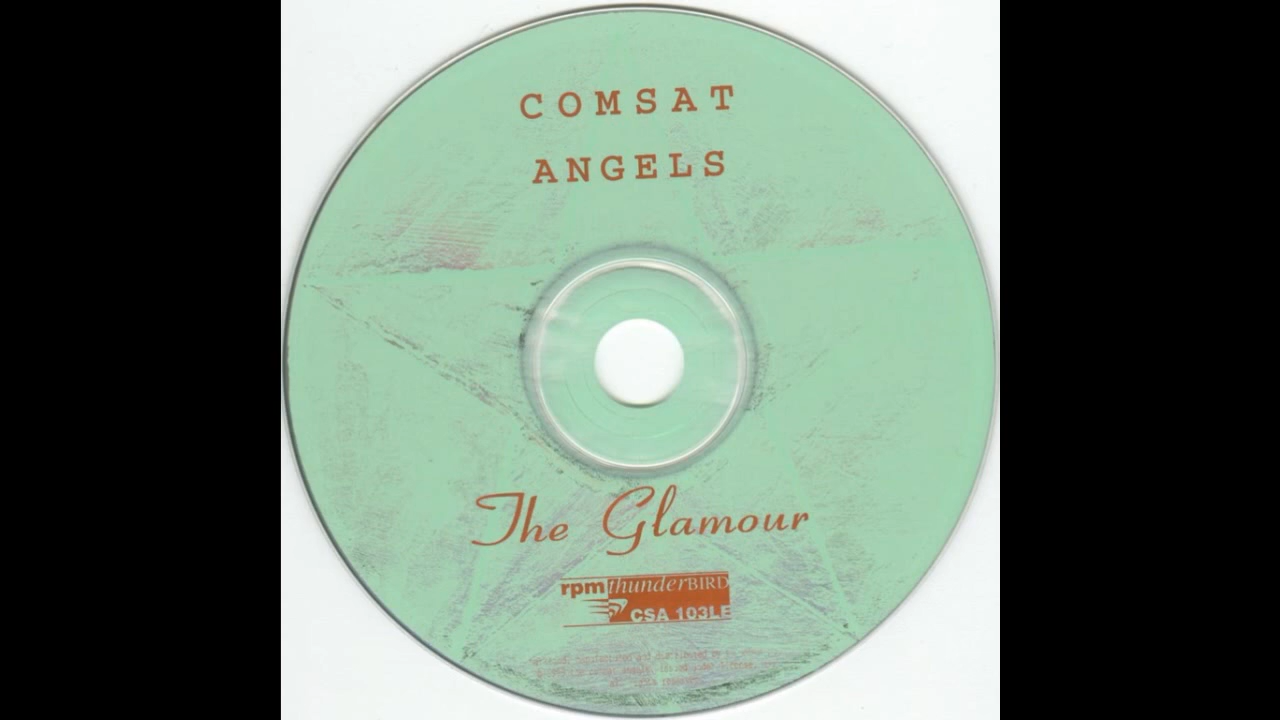 COMSAT
ANGELS
The Glamour
rpm thunderBIRD
CSA 103LE